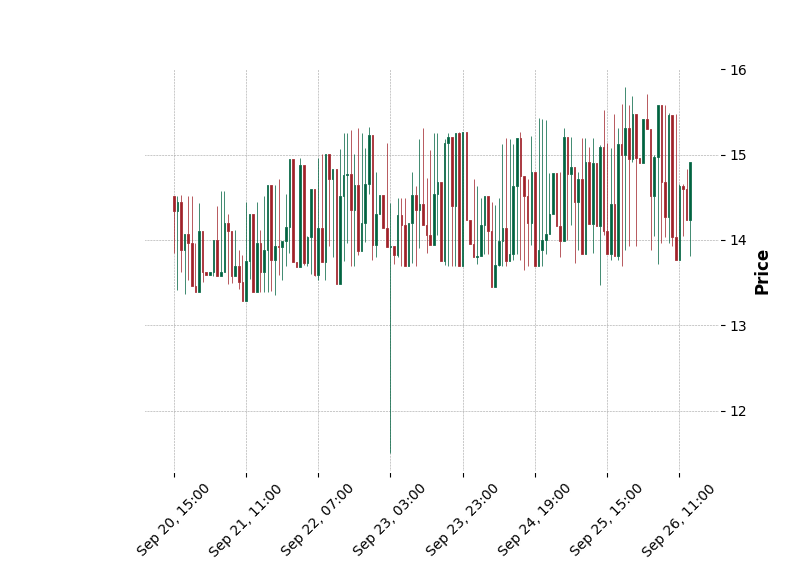 16
15
14
13
12
Price
Sep 20, 15:00
Sep 21, 11:00
Sep 22, 07:00
Sep 23, 03:00
Sep 23, 23:00
Sep 24, 19:00
Sep 25, 15:00
Sep 26, 11:00